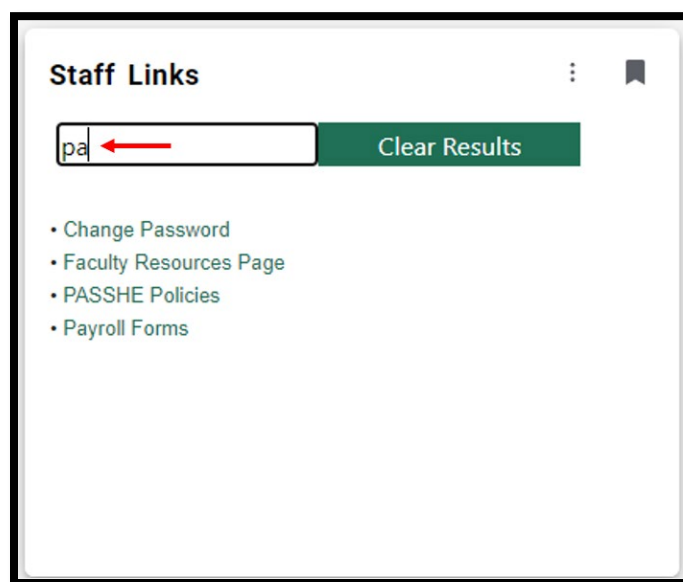 Staff Links
pa
Clear Results
• Change Password
• Faculty Resources Page
• PASSHE Policies
• Payroll Forms